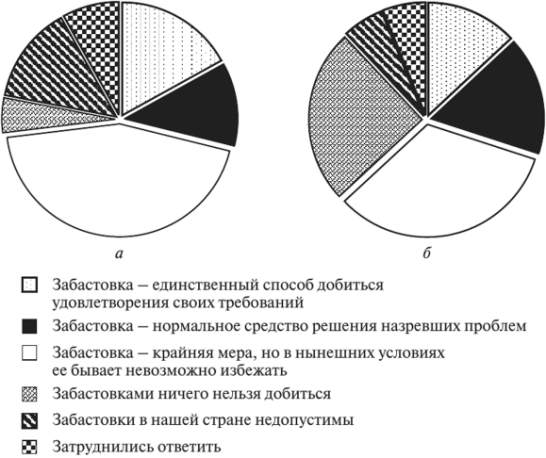 а
б
Забастовка – единственный способ добиться
удовлетворения своих требований
Забастовка – нормальное средство решения назревших проблем
Забастовка – крайняя мера, но в нынешних условиях
ее бывает невозможно избежать
Забастовками ничего нельзя добиться
Забастовки в нашей стране недопустимы
Затруднились ответить